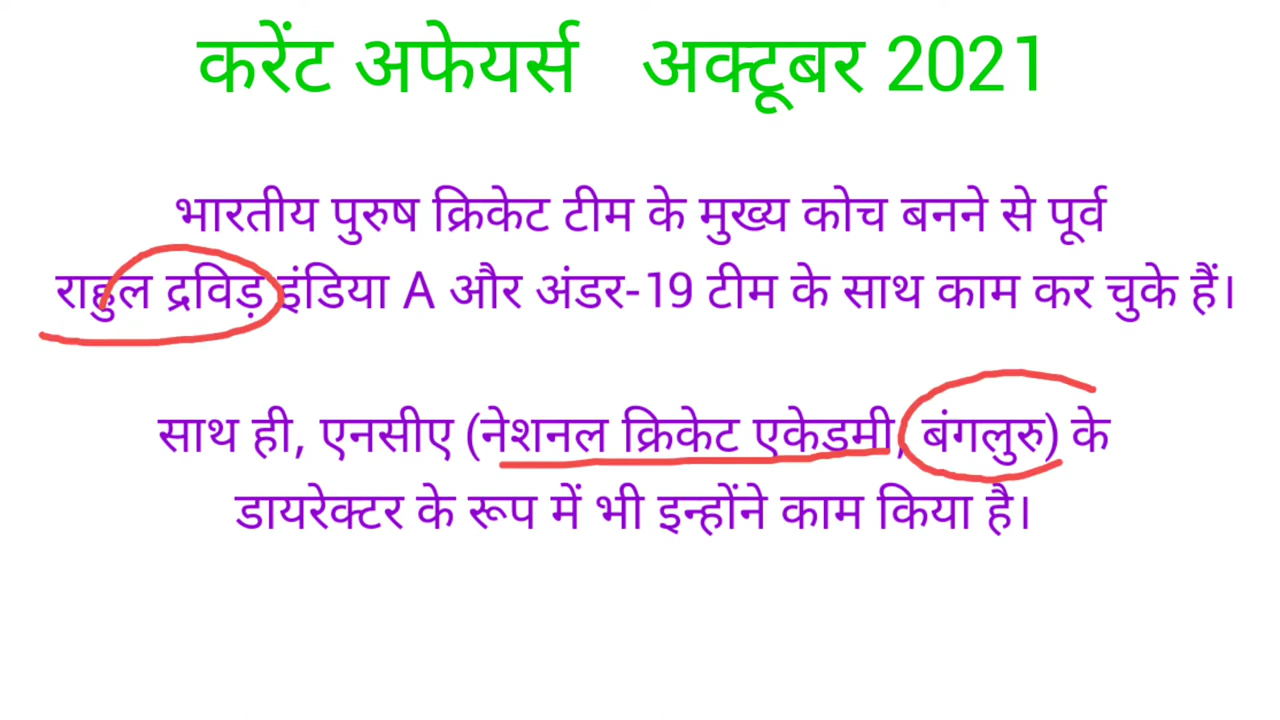 करेंट अफेयर्स अक्टूबर 2021
भारतीय पुरुष क्रिकेट टीम के मुख्य कोच बनने से पूर्व
राहुल द्रविड़ इंडिया A और अंडर-19 टीम के साथ काम कर चुके हैं।
साथ ही, एनसीए (नेशनल क्रिकेट एकेडमी, बंगलुरु) के
डायरेक्टर के रूप में भी इन्होंने काम किया है।